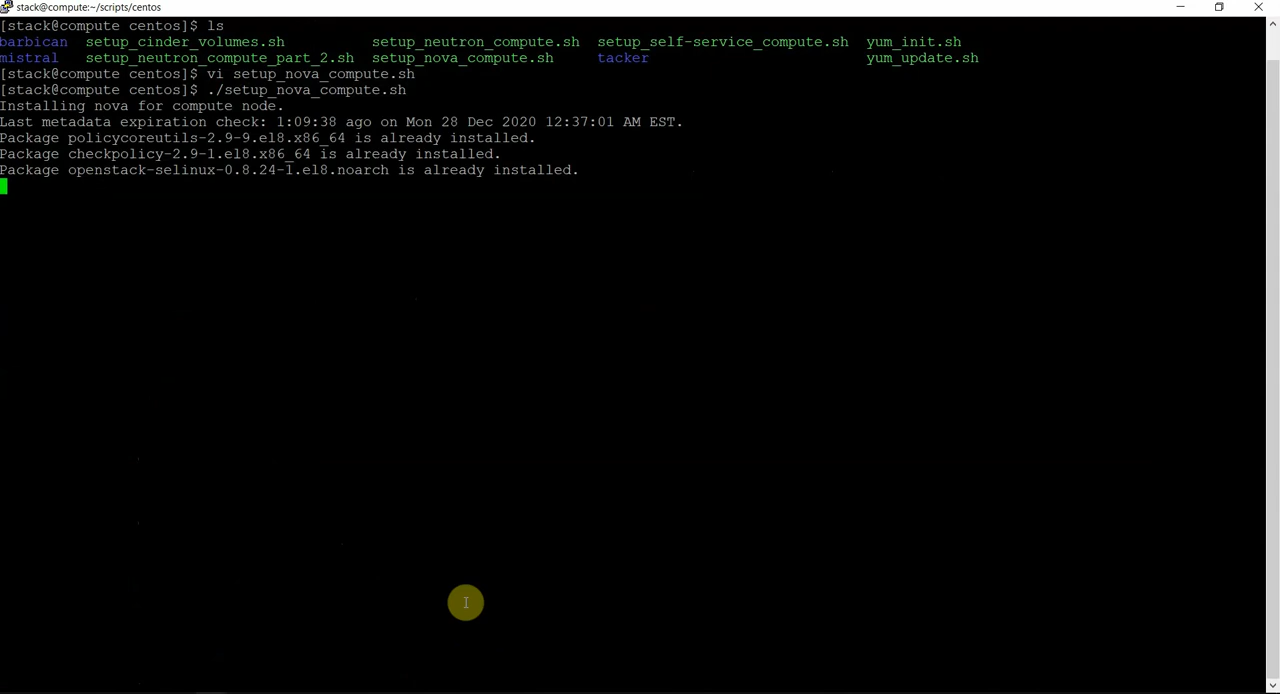 stack@compute:~/scripts/centos
[stack@compute centos]$ ls
barbican setup_cinder_volumes.sh setup_neutron_compute.sh setup_self-service_compute.sh yum_init.sh
mistral setup_neutron_compute_part_2.sh setup_nova_compute.sh tacker yum_update.sh
[stack@compute centos]$ vi setup_nova_compute.sh
[stack@compute centos]$ ./setup_nova_compute.sh
Installing nova for compute node.
Last metadata expiration check: 1:09:38 ago on Mon 28 Dec 2020 12:37:01 AM EST.
Package policycoreutils-2.9-9.el8.x86_64 is already installed.
Package checkpolicy-2.9-1.el8.x86_64 is already installed.
Package openstack-selinux-0.8.24-1.el8.noarch is already installed.